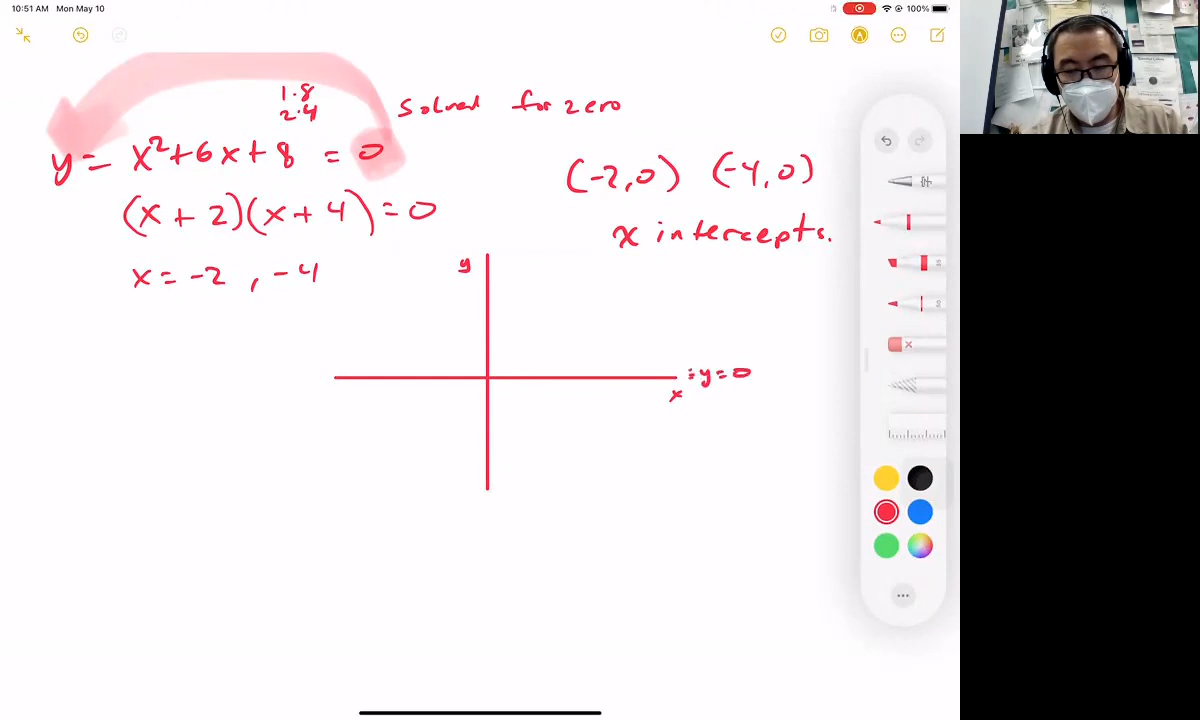 10:51 AM Mon May 10
100%
1·8
2·4
solved for zero
y = x²+6x+8 = 0
(x + 2)(x + 4) = 0
x = -2 , -4
(-2,0) (-4,0)
x intercepts.
y
y = 0
x